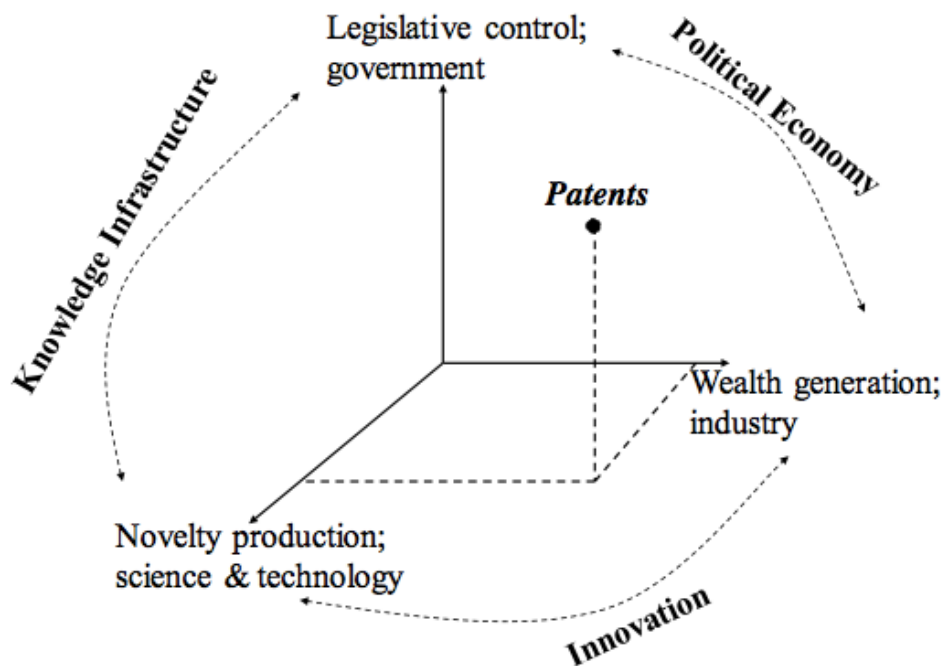 Legislative control;
government
Political Economy
Knowledge Infrastructure
Patents
Wealth generation;
industry
Novelty production;
science & technology
Innovation